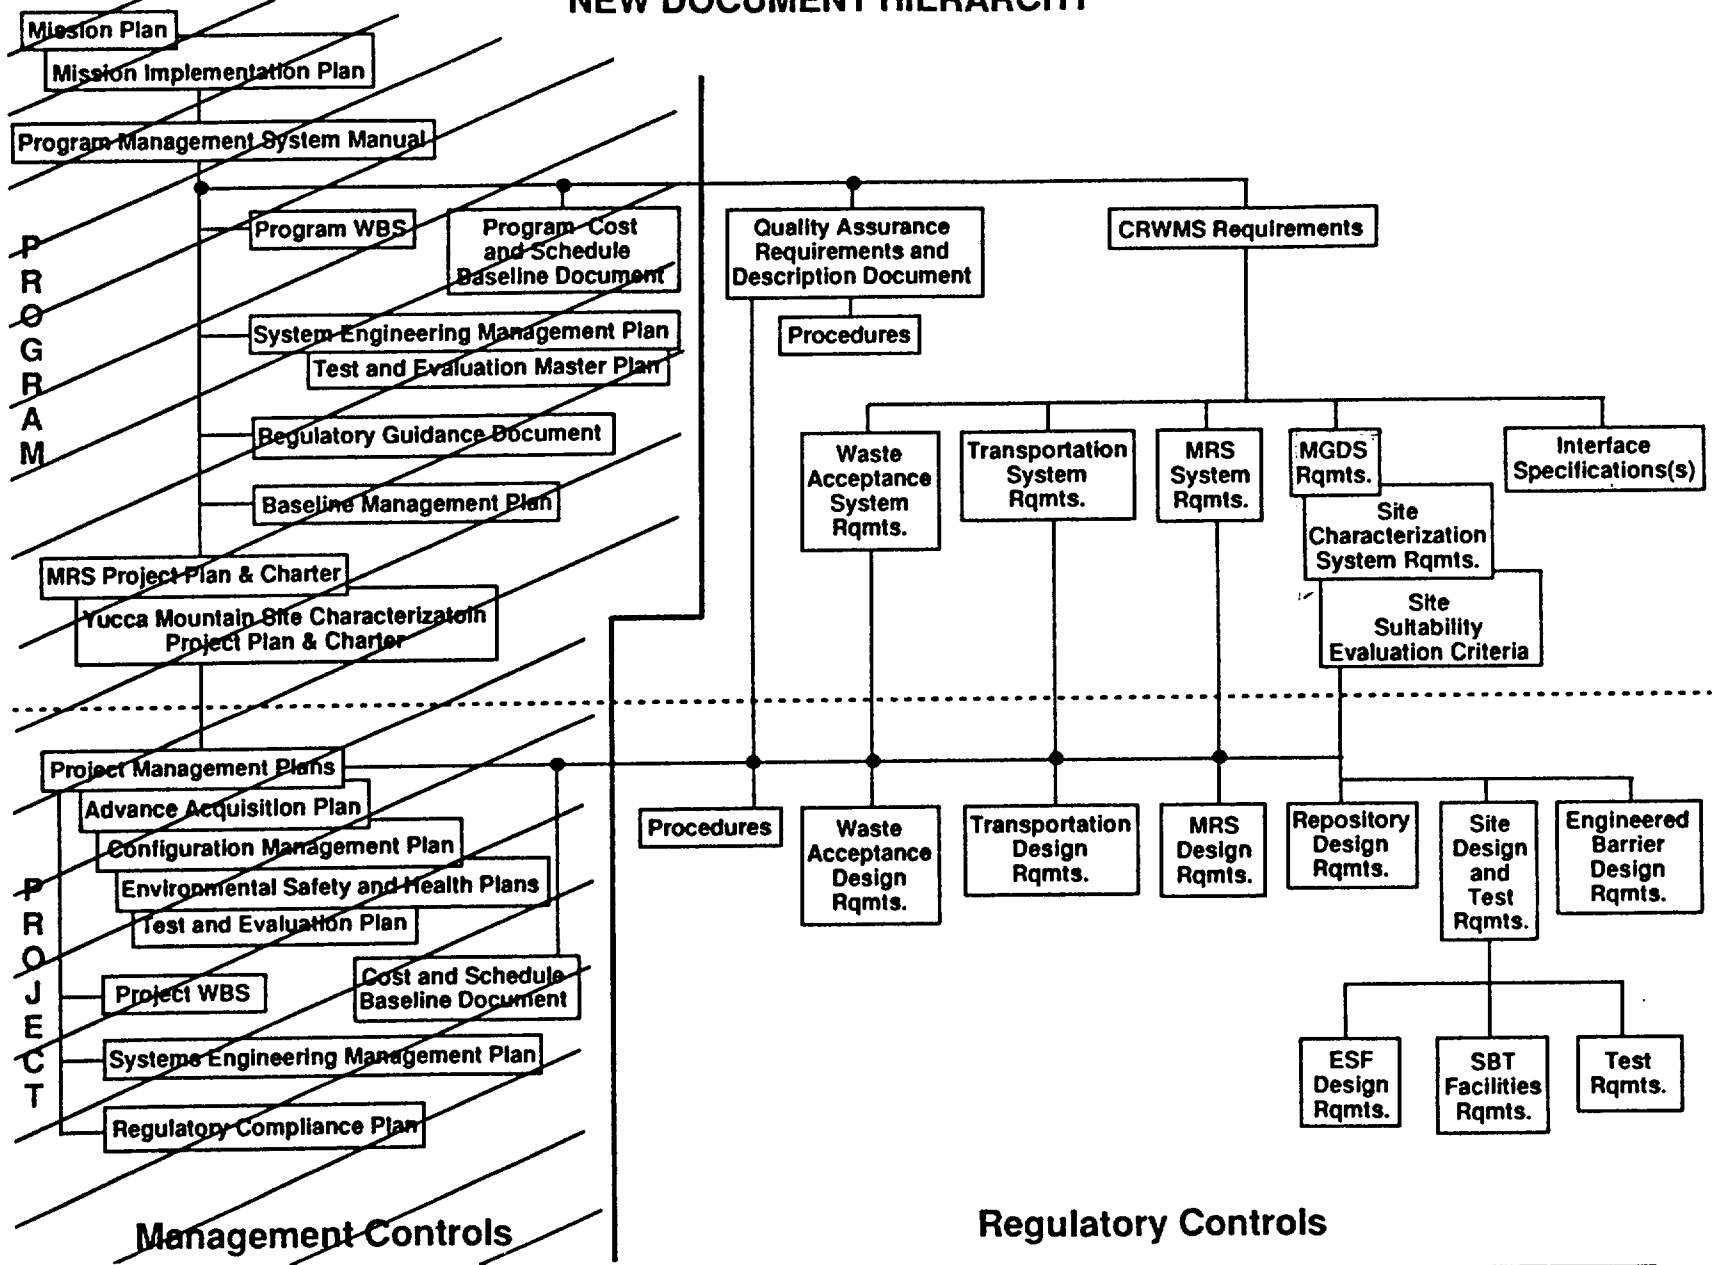 NEW DOCUMENT HIERARCHY
Mission Plan
Mission Implementation Plan
Program Management System Manual
PROGRAM
Program WBS
Program Cost
and Schedule
Baseline Document
Quality Assurance
Requirements and
Description Document
CRWMS Requirements
System Engineering Management Plan
Procedures
Test and Evaluation Master Plan
Regulatory Guidance Document
Baseline Management Plan
Waste
Acceptance
System
Rqmts.
Transportation
System
Rqmts.
MRS
System
Rqmts.
MGDS
Rqmts.
Interface
Specifications(s)
Site
Characterization
System Rqmts.
Site
Suitability
Evaluation Criteria
MRS Project Plan & Charter
Yucca Mountain Site Characterizatoin
Project Plan & Charter
PROJECT
Project Management Plans
Advance Acquisition Plan
Configuration Management Plan
Environmental Safety and Health Plans
Test and Evaluation Plan
Project WBS
Cost and Schedule
Baseline Document
Systems Engineering Management Plan
Regulatory Compliance Plan
Procedures
Waste
Acceptance
Design
Rqmts.
Transportation
Design
Rqmts.
MRS
Design
Rqmts.
Repository
Design
Rqmts.
Site
Design
and
Test
Rqmts.
Engineered
Barrier
Design
Rqmts.
ESF
Design
Rqmts.
SBT
Facilities
Rqmts.
Test
Rqmts.
Management Controls
Regulatory Controls